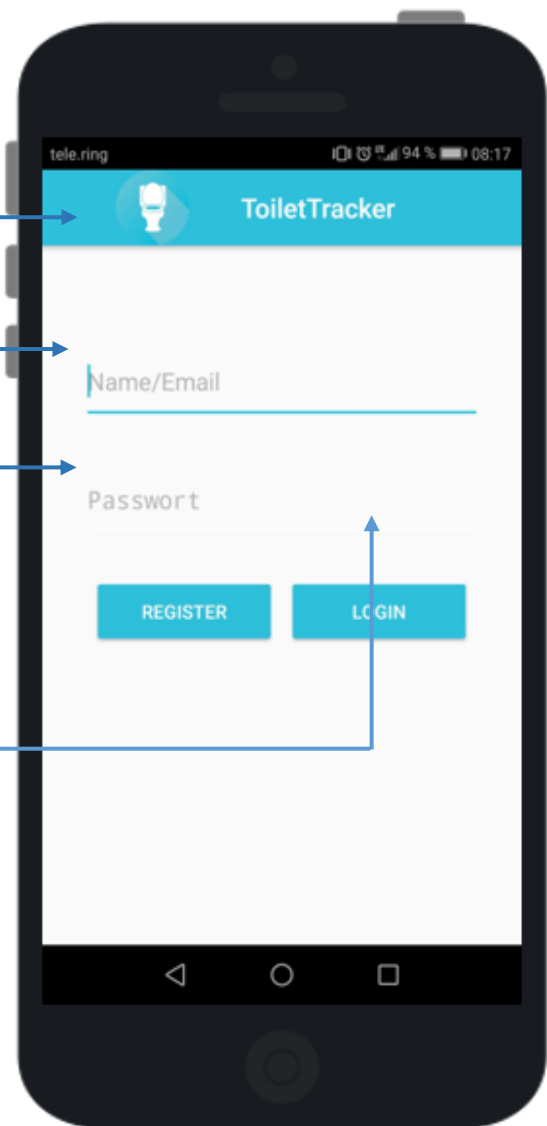 tele.ring 94 % 08:17
ToiletTracker
Name/Email
Passwort
REGISTER LOGIN